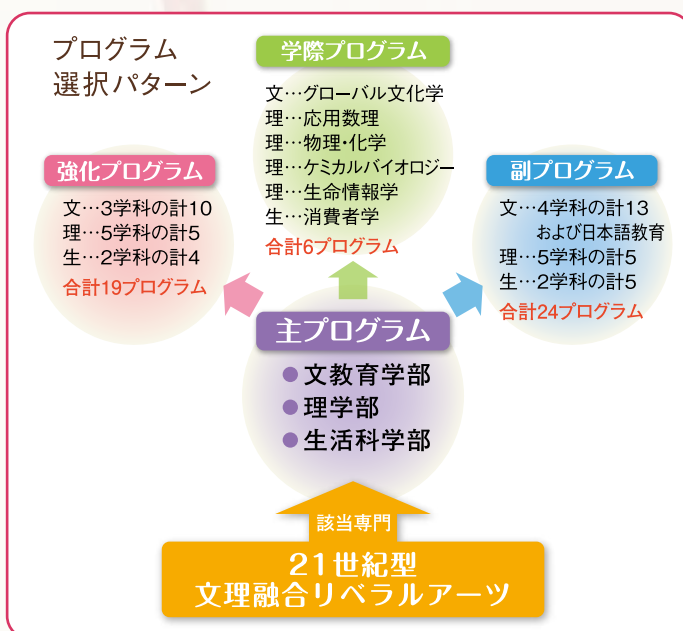 プログラム
選択パターン
学際プログラム
文…グローバル文化学
理…応用数理
理…物理・化学
理…ケミカルバイオロジー
理…生命情報学
生…消費者学
合計6プログラム
強化プログラム
文…3学科の計10
理…5学科の計5
生…2学科の計4
合計19プログラム
副プログラム
文…4学科の計13
および日本語教育
理…5学科の計5
生…2学科の計5
合計24プログラム
主プログラム
●文教育学部
●理学部
●生活科学部
該当専門
21世紀型
文理融合リベラルアーツ